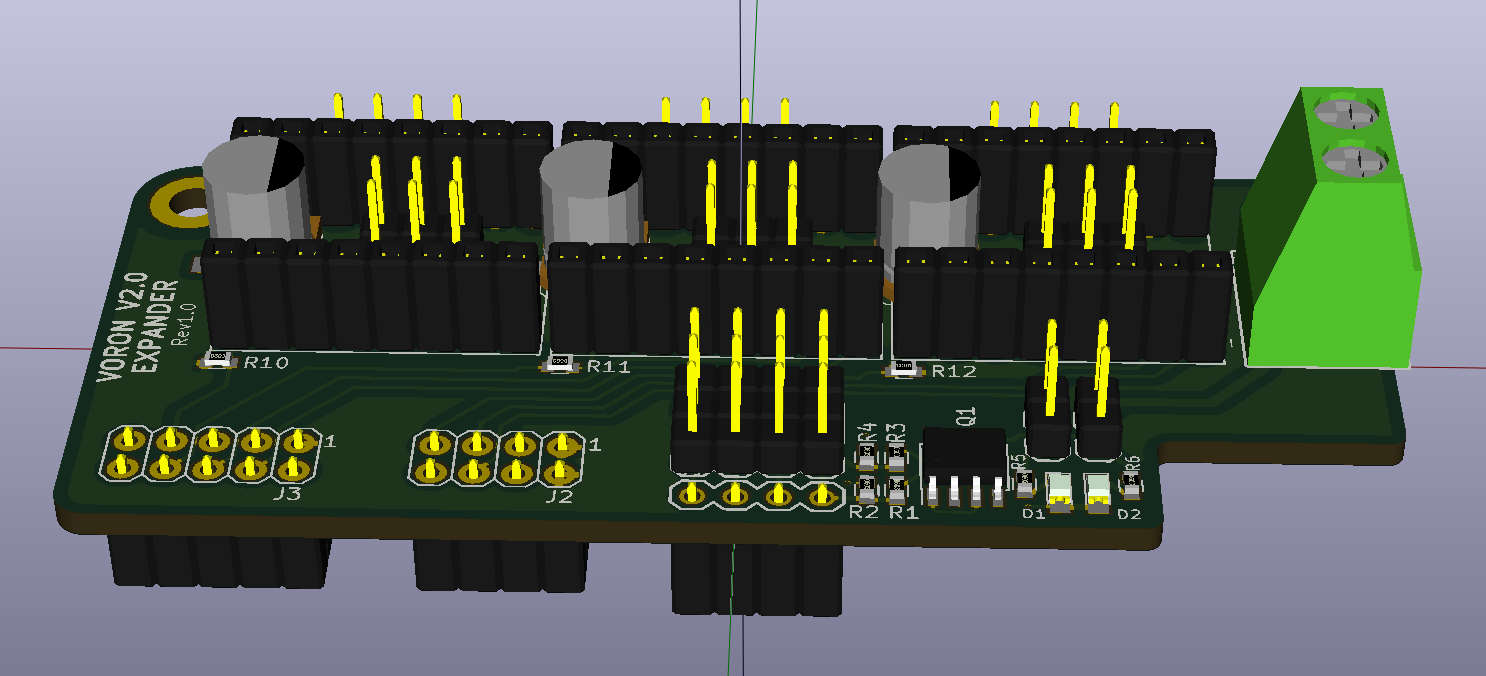 VORON V2.0
EXPANDER
Rev1.0
R10
R11
R12
1
J3
1
J2
R4
R3
R2
R1
Q1
R5
D1
R6
D2